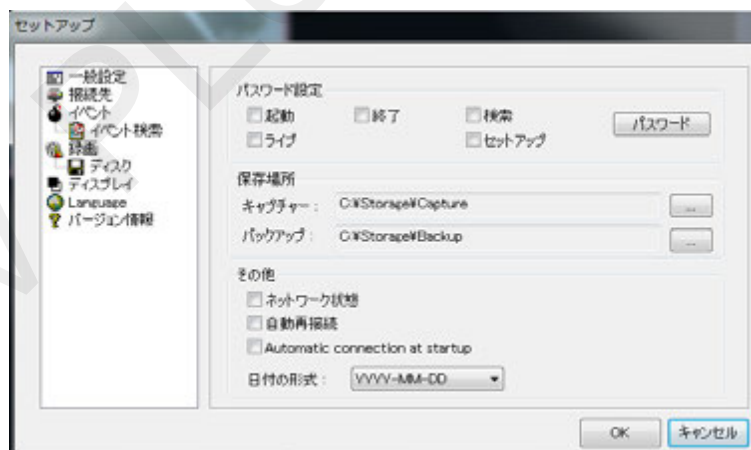 セットアップ
一般設定
接続先
イベント
イベント検索
録画
ディスク
ディスプレイ
Language
バージョン情報
パスワード設定
起動 終了 検索
ライブ セットアップ
パスワード
保存場所
キャプチャー： C:¥Storage¥Capture ...
バックアップ： C:¥Storage¥Backup ...
その他
ネットワーク状態
自動再接続
Automatic connection at startup
日付の形式： YYYY-MM-DD
OK キャンセル